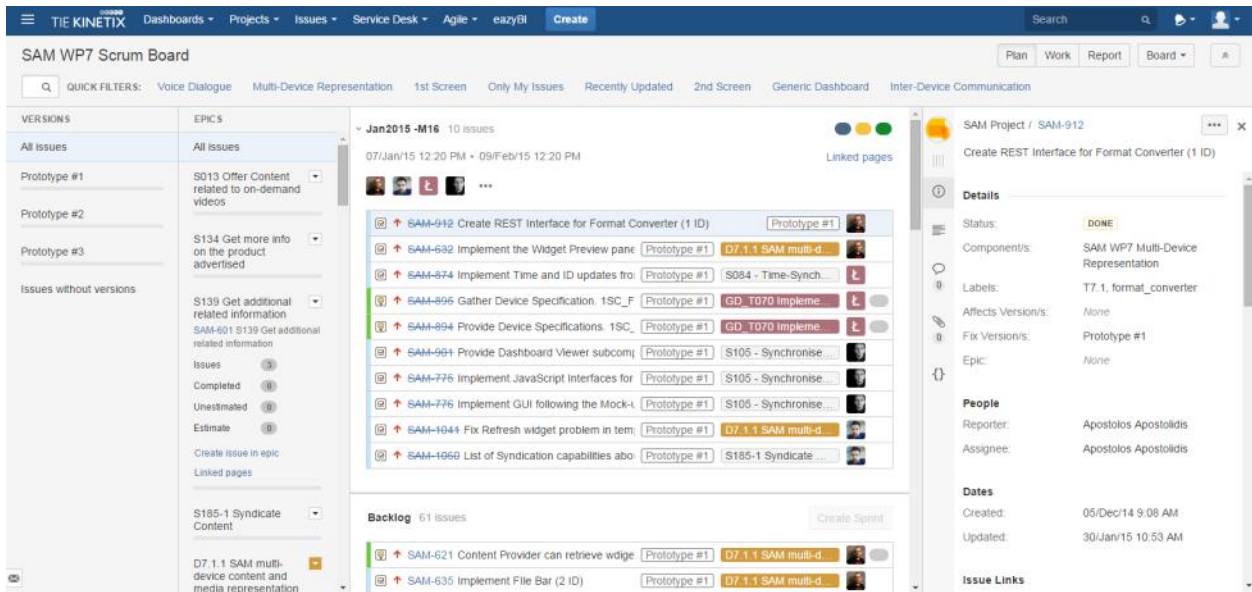 TIE KINETIX Dashboards Projects Issues Service Desk Agile eazyBI Create Search
SAM WP7 Scrum Board
Plan Work Report Board
QUICK FILTERS: Voice Dialogue Multi-Device Representation 1st Screen Only My Issues Recently Updated 2nd Screen Generic Dashboard Inter-Device Communication
VERSIONS
All issues
Prototype #1
Prototype #2
Prototype #3
Issues without versions
EPICS
All issues
S013 Offer Content
related to on-demand
videos
S134 Get more info
on the product
advertised
S139 Get additional
related information
SAM-601 S139 Get additional
related information
Issues 3
Completed 0
Unestimated 0
Estimate 0
Create issue in epic
Linked pages
S185-1 Syndicate
Content
D7.1.1 SAM multi-
device content and
media representation
Jan2015 -M16 10 issues
07/Jan/15 12:20 PM • 09/Feb/15 12:20 PM
Linked pages
Ł
SAM-912 Create REST Interface for Format Converter (1 ID) Prototype #1
SAM-632 Implement the Widget Preview pane Prototype #1 D7.1.1 SAM multi-d...
SAM-874 Implement Time and ID updates fro Prototype #1 S084 - Time-Synch... Ł
SAM-895 Gather Device Specification. 1SC_F Prototype #1 GD_T070 Impleme... Ł
SAM-894 Provide Device Specifications. 1SC_ Prototype #1 GD_T070 Impleme... Ł
SAM-901 Provide Dashboard Viewer subcomp Prototype #1 S105 - Synchronise...
SAM-775 Implement JavaScript Interfaces for Prototype #1 S105 - Synchronise...
SAM-776 Implement GUI following the Mock-u Prototype #1 S105 - Synchronise...
SAM-1041 Fix Refresh widget problem in tem Prototype #1 D7.1.1 SAM multi-d...
SAM-1060 List of Syndication capabilities abo Prototype #1 S185-1 Syndicate ...
Backlog 61 issues
Create Sprint
SAM-621 Content Provider can retrieve wdige Prototype #1 D7.1.1 SAM multi-d...
SAM-635 Implement File Bar (2 ID) Prototype #1 D7.1.1 SAM multi-d...
0
0
SAM Project / SAM-912
Create REST Interface for Format Converter (1 ID)
Details
Status: DONE
Component/s: SAM WP7 Multi-Device
Representation
Labels: T7.1, format_converter
Affects Version/s: None
Fix Version/s: Prototype #1
Epic: None
People
Reporter: Apostolos Apostolidis
Assignee: Apostolos Apostolidis
Dates
Created: 05/Dec/14 9:08 AM
Updated: 30/Jan/15 10:53 AM
Issue Links